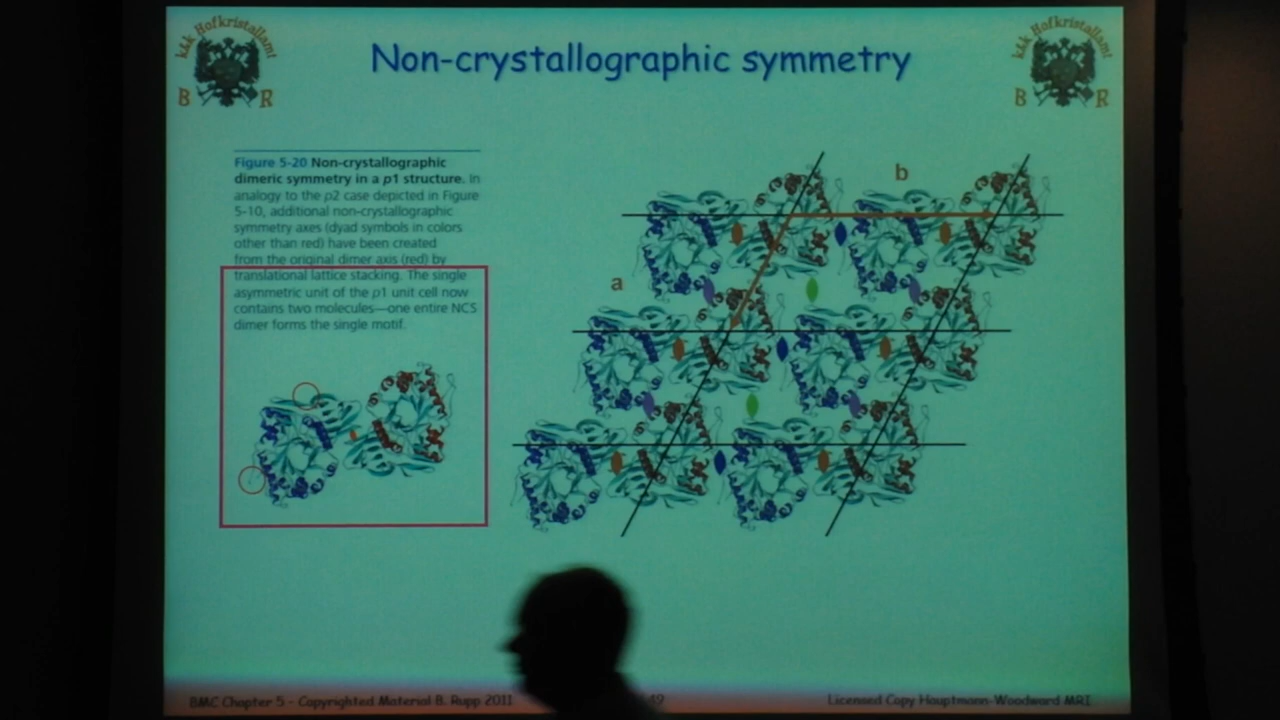 k&k Hofkristallamt
B R
Non-crystallographic symmetry
k&k Hofkristallamt
B R
Figure 5-20 Non-crystallographic
dimeric symmetry in a p1 structure. In
analogy to the p2 case depicted in Figure
5-10, additional non-crystallographic
symmetry axes (dyad symbols in colors
other than red) have been created
from the original dimer axis (red) by
translational lattice stacking. The single
asymmetric unit of the p1 unit cell now
contains two molecules—one entire NCS
dimer forms the single motif.
b
a
BMC Chapter 5 - Copyrighted Material B. Rupp 2011
Licensed Copy Hauptmann-Woodward MRI